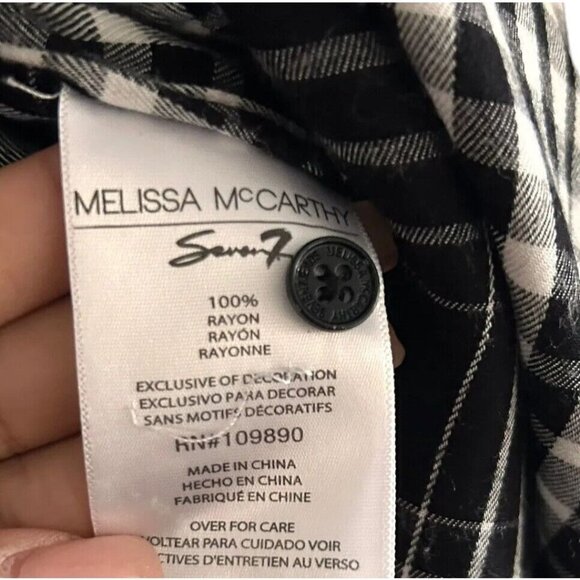 MELISSA McCARTHY
Seven7
100%
RAYON
RAYÓN
RAYONNE
EXCLUSIVE OF DECORATION
EXCLUSIVO PARA DECORAR
SANS MOTIFS DÉCORATIFS
RN#109890
MADE IN CHINA
HECHO EN CHINA
FABRIQUÉ EN CHINE
OVER FOR CARE
VOLTEAR PARA CUIDADO VOIR
ECTIVES D'ENTRETIEN AU VERSO
MELISSA MCCARTHY